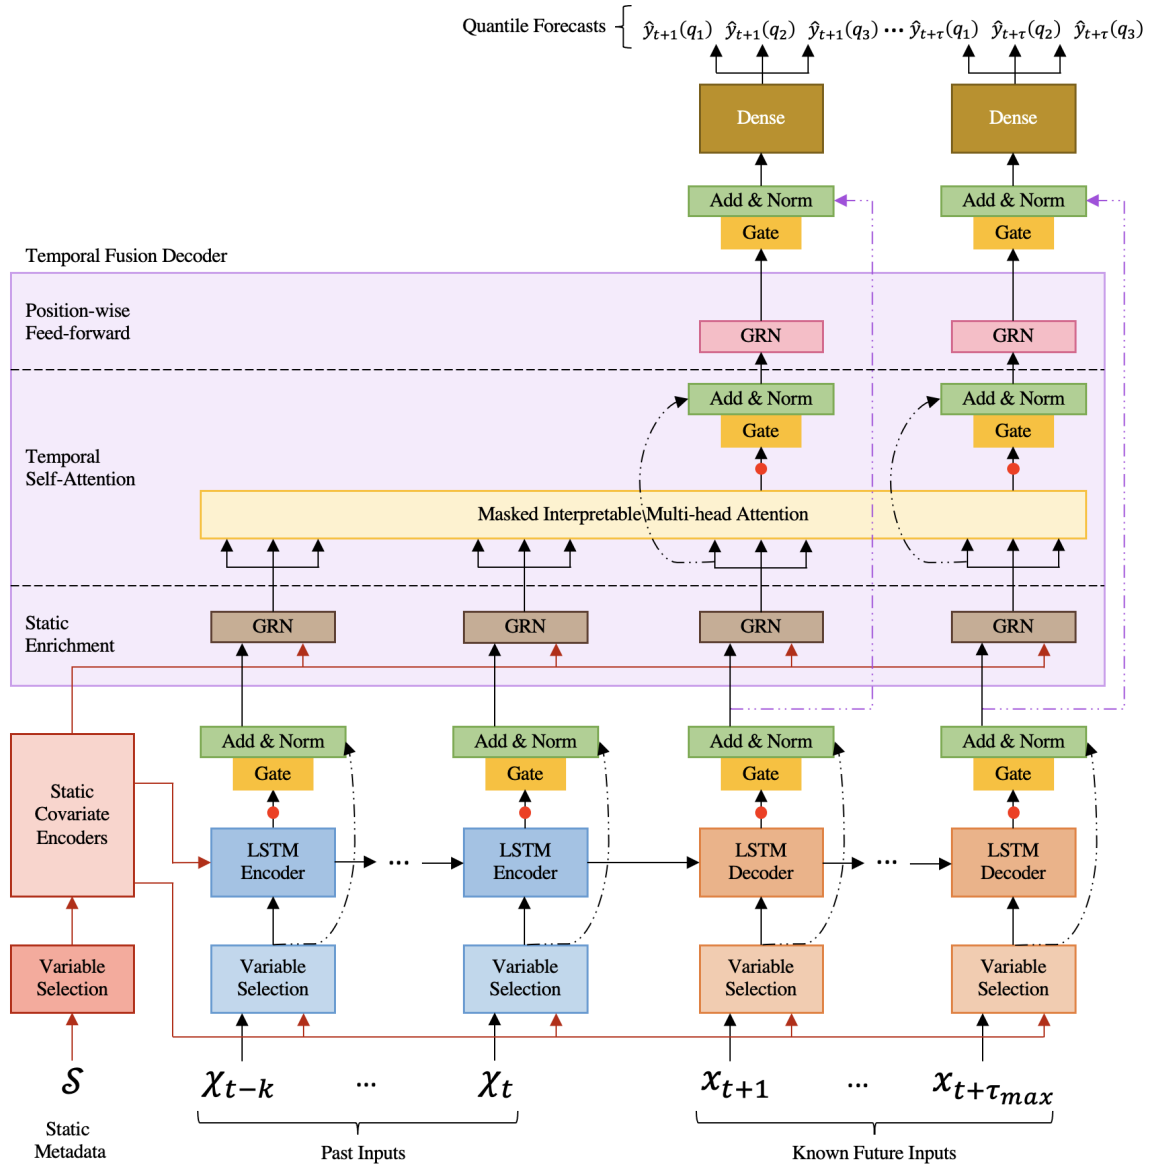 Quantile Forecasts ŷt+1(q1) ŷt+1(q2) ŷt+1(q3) ••• ŷt+τ(q1) ŷt+τ(q2) ŷt+τ(q3)
Dense Dense
Add & Norm Add & Norm
Gate Gate
Temporal Fusion Decoder
Position-wise
Feed-forward
GRN GRN
Add & Norm Add & Norm
Gate Gate
Temporal
Self-Attention
Masked Interpretable Multi-head Attention
Static
Enrichment
GRN GRN GRN GRN
Add & Norm Add & Norm Add & Norm Add & Norm
Gate Gate Gate Gate
Static
Covariate
Encoders
LSTM
Encoder
...
LSTM
Encoder
LSTM
Decoder
...
LSTM
Decoder
Variable
Selection
Variable
Selection
Variable
Selection
Variable
Selection
Variable
Selection
𝒮 χt−k ... χt xt+1 ... xt+τmax
Static
Metadata
Past Inputs
Known Future Inputs